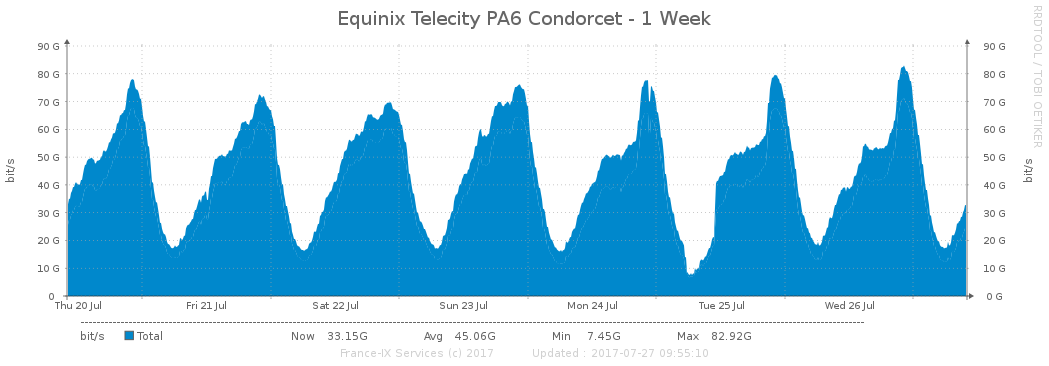 Equinix Telecity PA6 Condorcet - 1 Week
RRDTOOL / TOBI OETIKER
bit/s
90 G
80 G
70 G
60 G
50 G
40 G
30 G
20 G
10 G
0
90 G
80 G
70 G
60 G
50 G
40 G
30 G
20 G
10 G
0 G
bit/s
Thu 20 Jul Fri 21 Jul Sat 22 Jul Sun 23 Jul Mon 24 Jul Tue 25 Jul Wed 26 Jul
bit/s Total Now 33.15G Avg 45.06G Min 7.45G Max 82.92G
France-IX Services (c) 2017 Updated : 2017-07-27 09:55:10